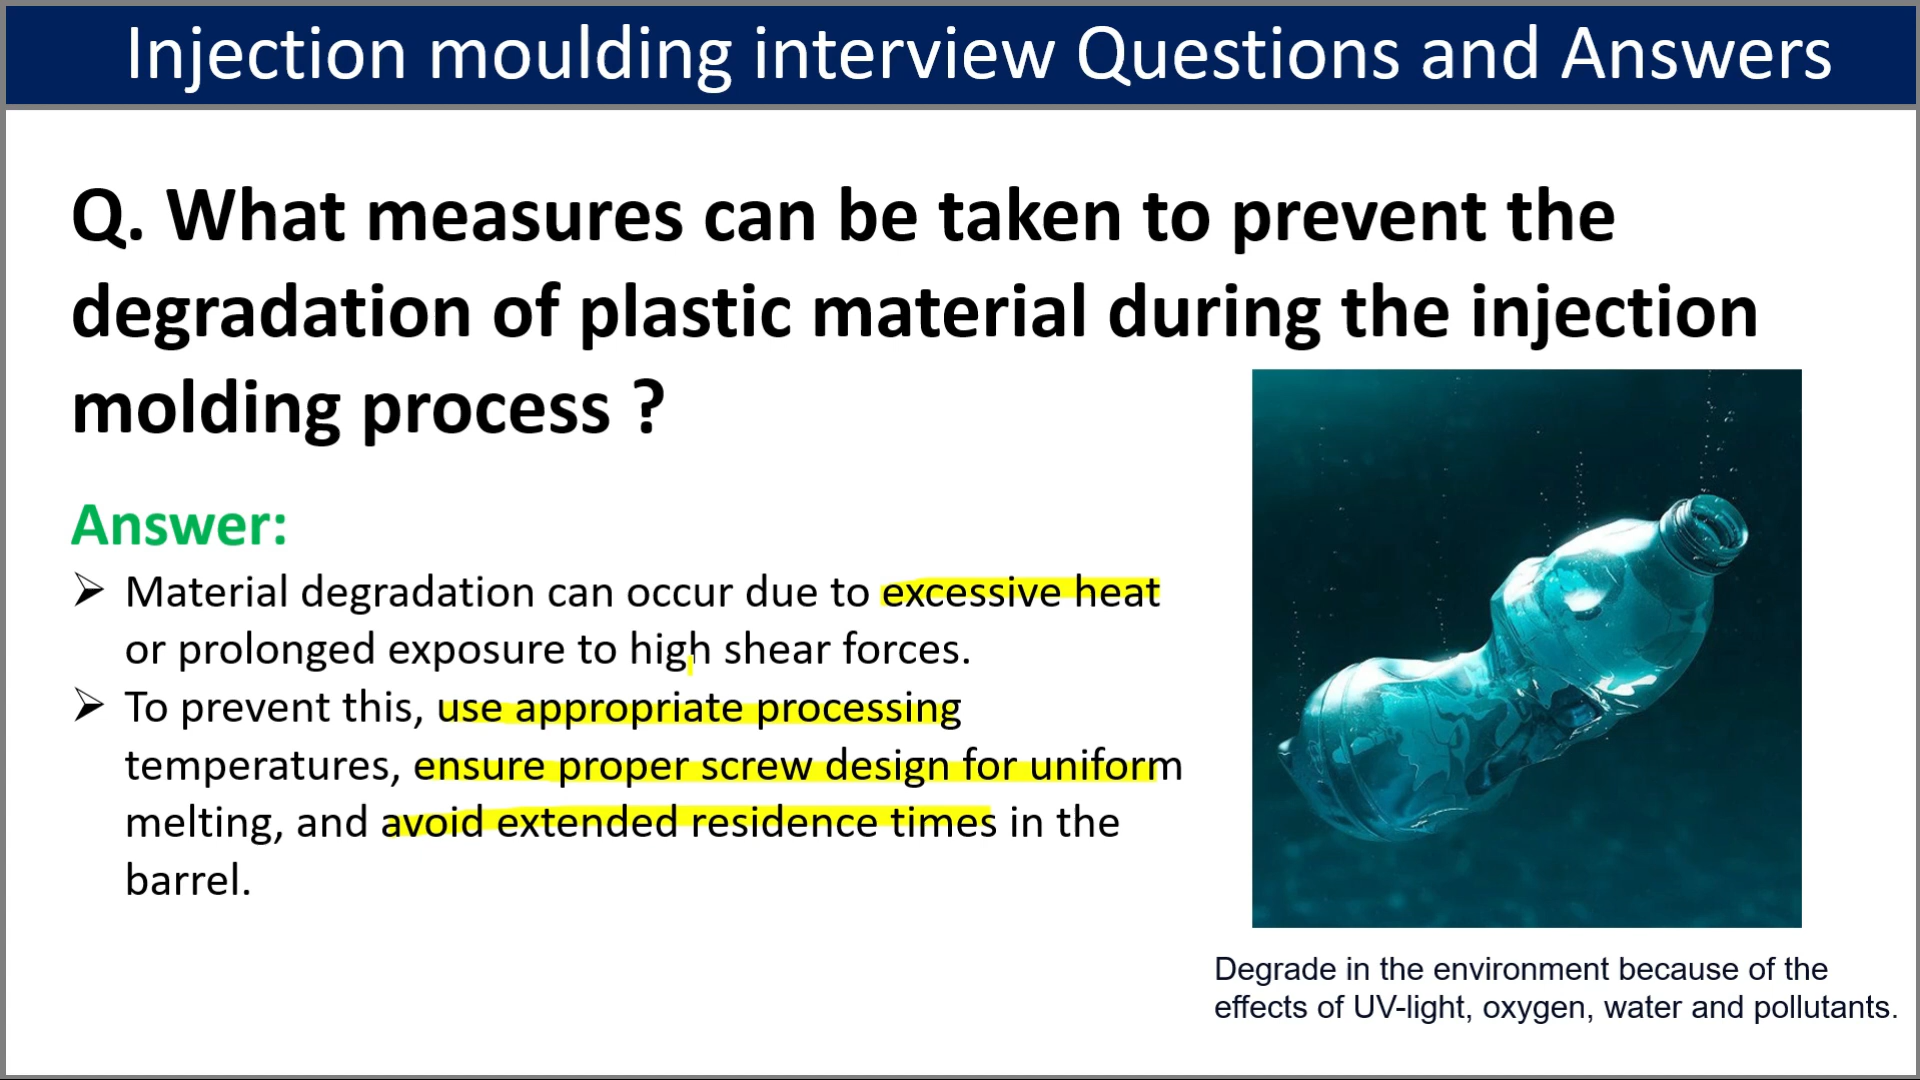 Injection moulding interview Questions and Answers
Q. What measures can be taken to prevent the
degradation of plastic material during the injection
molding process ?
Answer:
➢ Material degradation can occur due to excessive heat
or prolonged exposure to high shear forces.
➢ To prevent this, use appropriate processing
temperatures, ensure proper screw design for uniform
melting, and avoid extended residence times in the
barrel.
Degrade in the environment because of the
effects of UV-light, oxygen, water and pollutants.